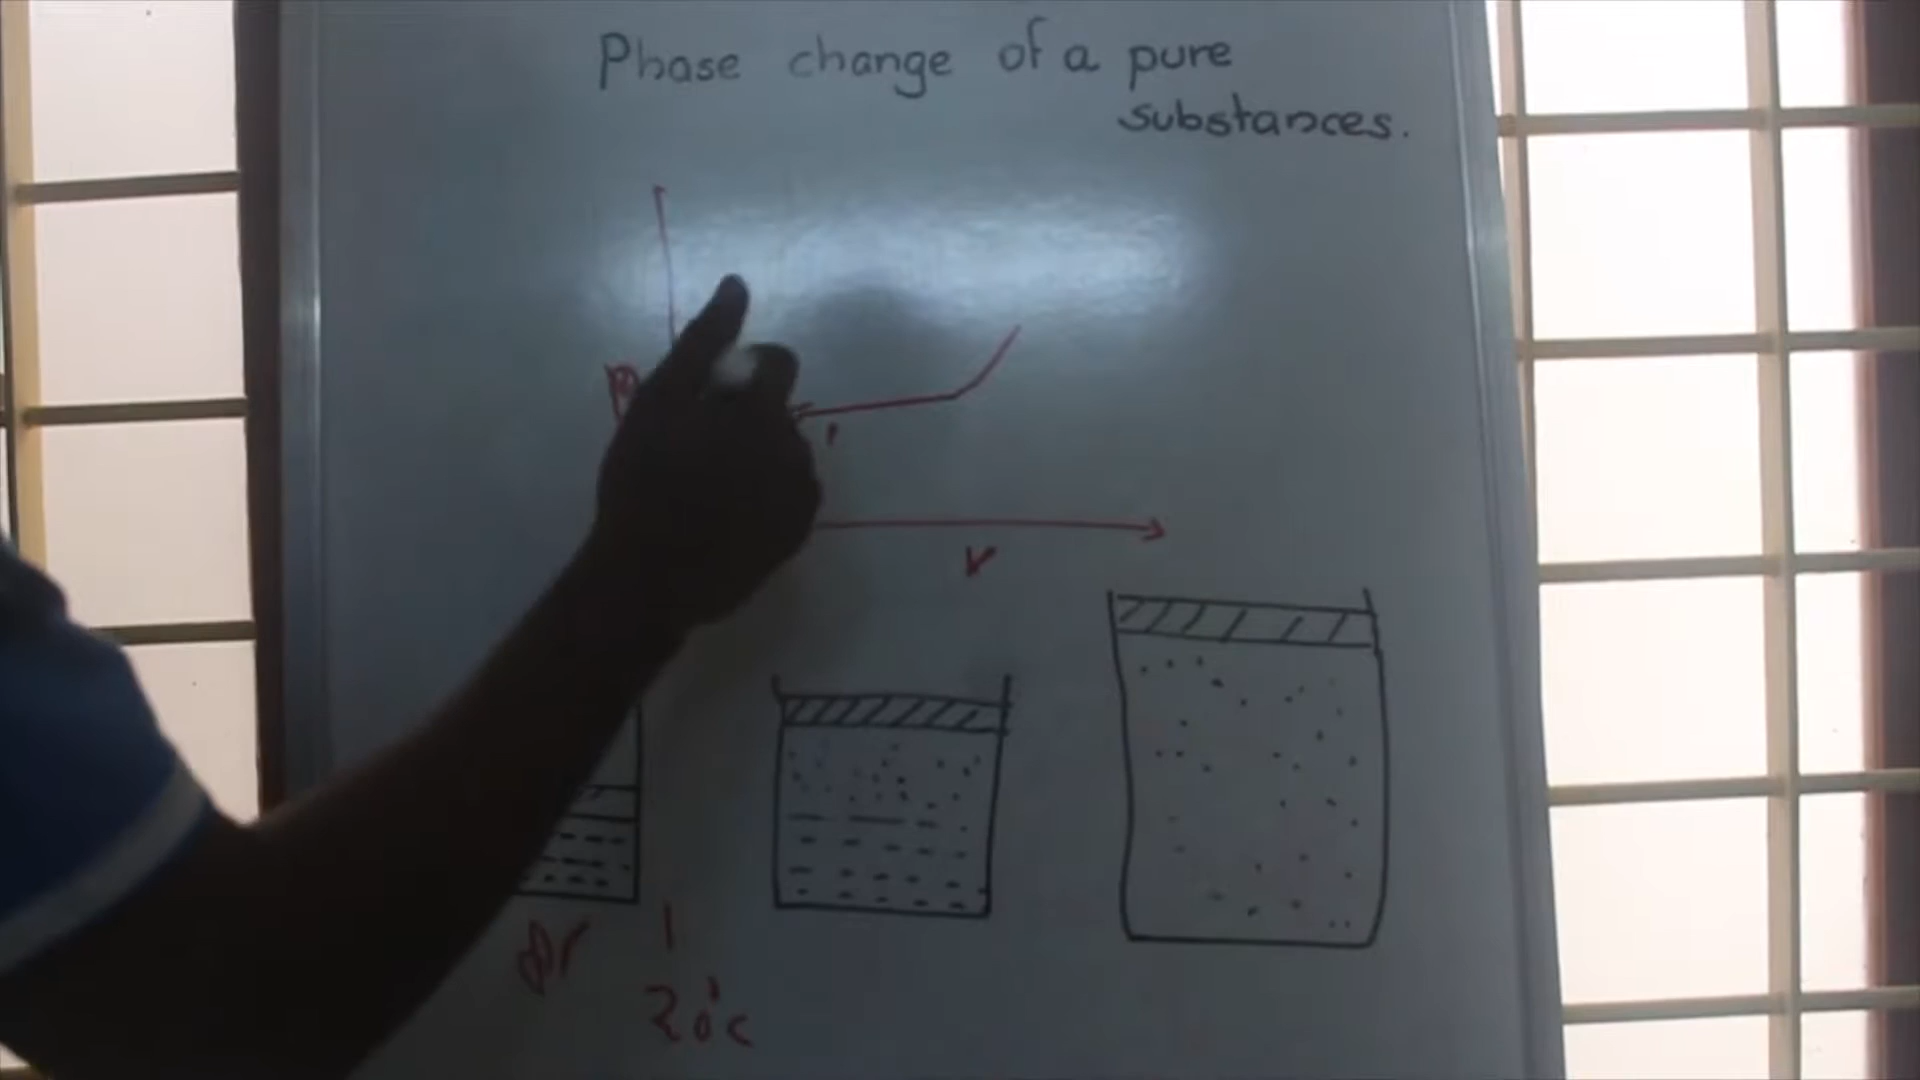 Phase change of a pure
substances.
v
20°c